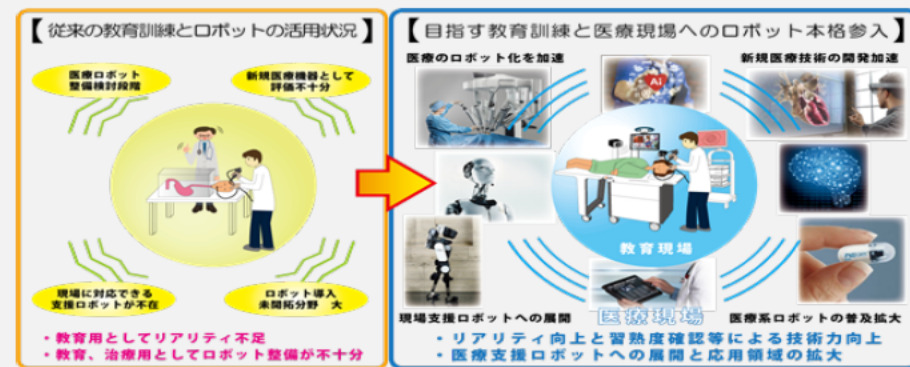 【従来の教育訓練とロボットの活用状況】
医療ロボット
整備検討段階
新規医療機器として
評価不十分
現場に対応できる
支援ロボットが不在
ロボット導入
未開拓分野 大
・教育用としてリアリティ不足
・教育、治療用としてロボット整備が不十分
【目指す教育訓練と医療現場へのロボット本格参入】
医療のロボット化を加速
新規医療技術の開発加速
Ai
教育現場
現場支援ロボットへの展開
医療現場
医療系ロボットの普及拡大
・リアリティ向上と習熟度確認等による技術力向上
・医療支援ロボットへの展開と応用領域の拡大